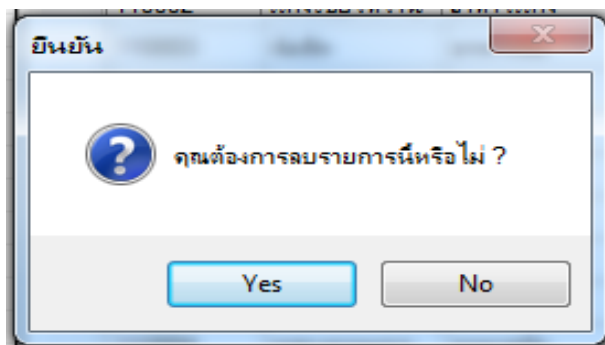 ยืนยัน
คุณต้องการลบรายการนี้หรือไม่ ?
Yes
No